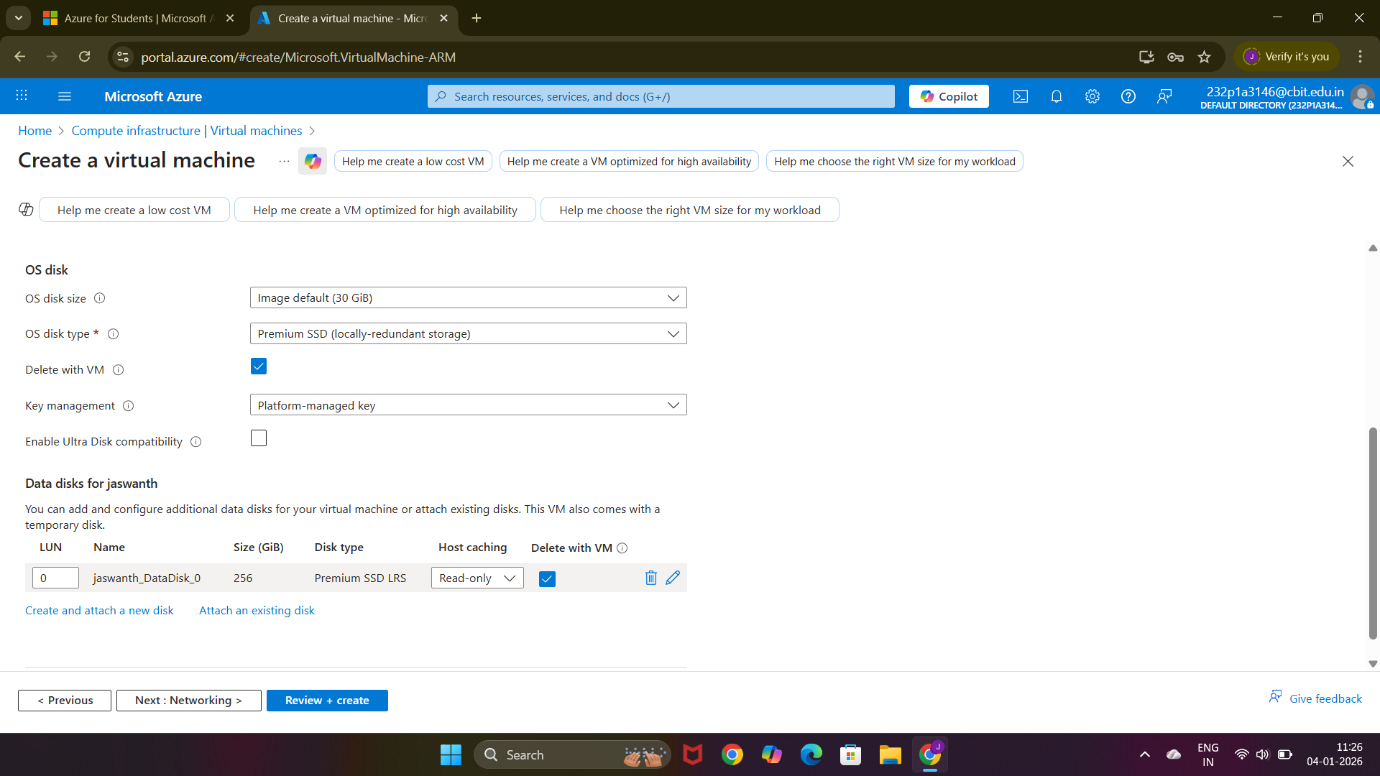 Azure for Students | Microsoft A
Create a virtual machine - Micro
portal.azure.com/#create/Microsoft.VirtualMachine-ARM
J
Verify it's you
Microsoft Azure
Search resources, services, and docs (G+/)
Copilot
232p1a3146@cbit.edu.in
DEFAULT DIRECTORY (232P1A314...
Home > Compute infrastructure | Virtual machines >
Create a virtual machine ...
Help me create a low cost VM
Help me create a VM optimized for high availability
Help me choose the right VM size for my workload
Help me create a low cost VM
Help me create a VM optimized for high availability
Help me choose the right VM size for my workload
OS disk
OS disk size
Image default (30 GiB)
OS disk type *
Premium SSD (locally-redundant storage)
Delete with VM
Key management
Platform-managed key
Enable Ultra Disk compatibility
Data disks for jaswanth
You can add and configure additional data disks for your virtual machine or attach existing disks. This VM also comes with a
temporary disk.
LUN Name Size (GiB) Disk type Host caching Delete with VM
0 jaswanth_DataDisk_0 256 Premium SSD LRS Read-only
Create and attach a new disk Attach an existing disk
< Previous
Next : Networking >
Review + create
Give feedback
Search
J
ENG
IN
11:26
04-01-2026